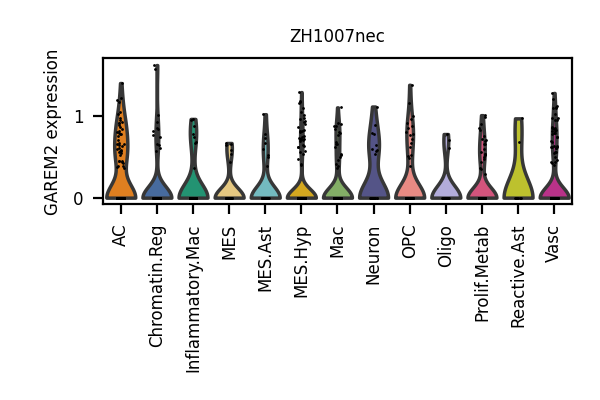 ZH1007nec
GAREM2 expression
1
0
AC
Chromatin.Reg
Inflammatory.Mac
MES
MES.Ast
MES.Hyp
Mac
Neuron
OPC
Oligo
Prolif.Metab
Reactive.Ast
Vasc